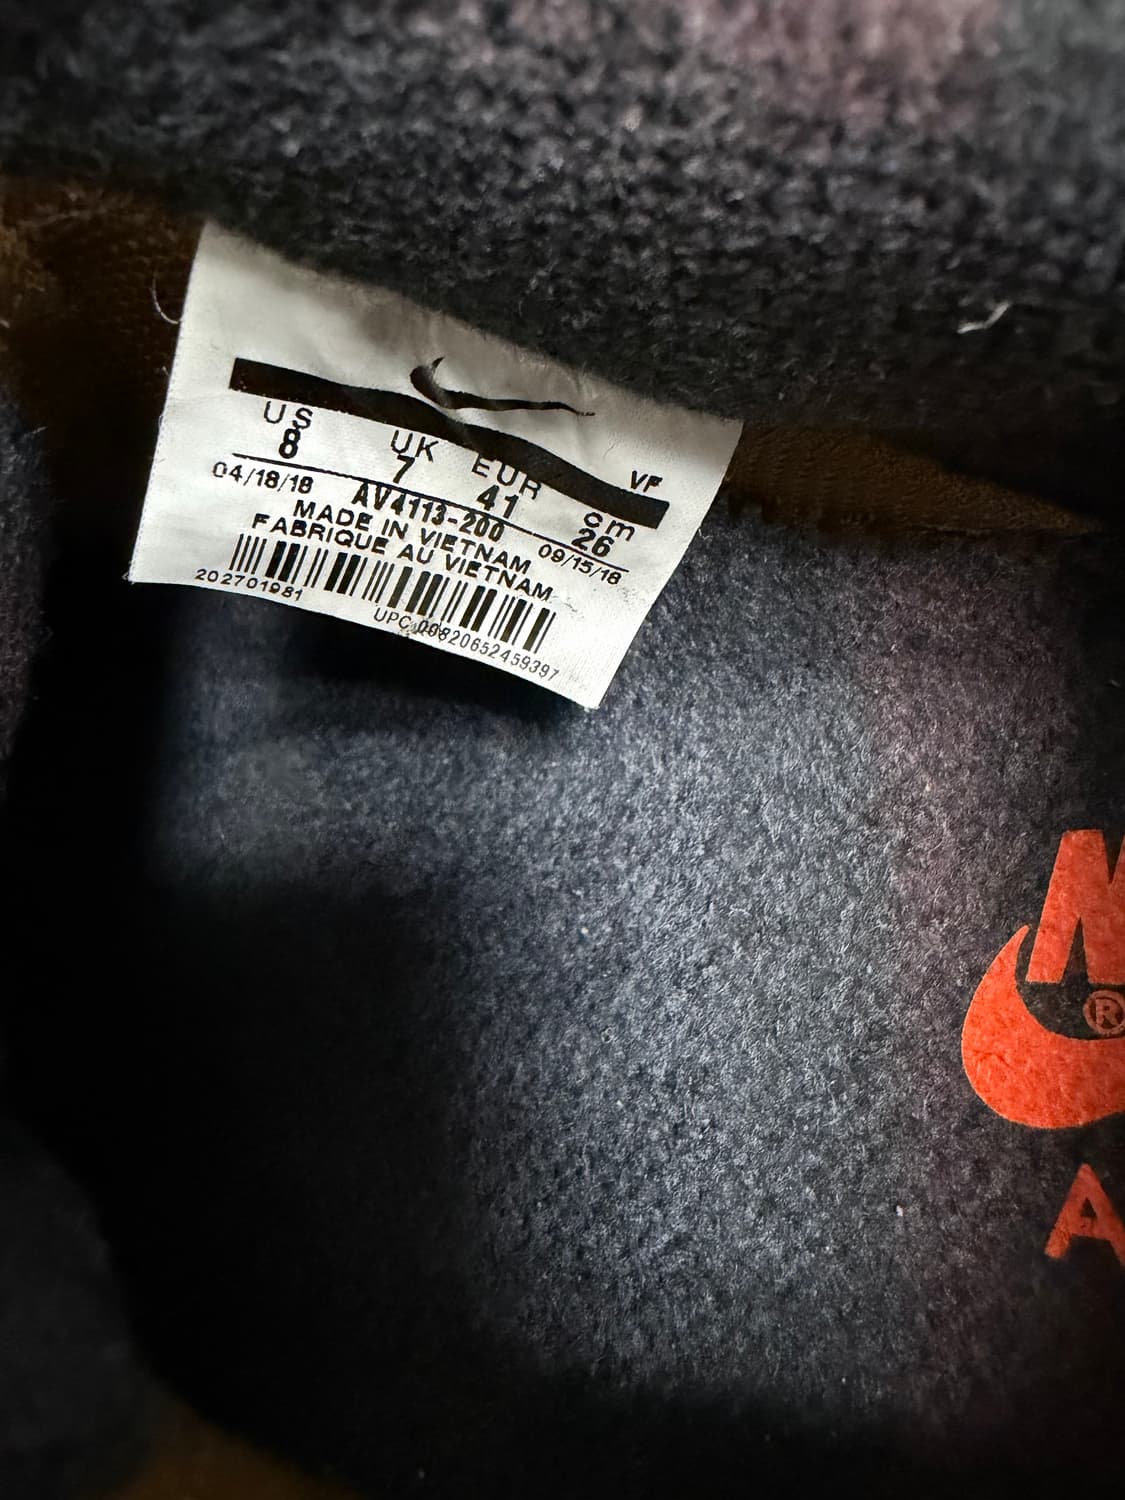 US UK EUR cm VF
8 7 41 26
04/18/18 AV4113-200 09/15/18
MADE IN VIETNAM
FABRIQUE AU VIETNAM
202701981
UPC:00820652459397
N
®
A